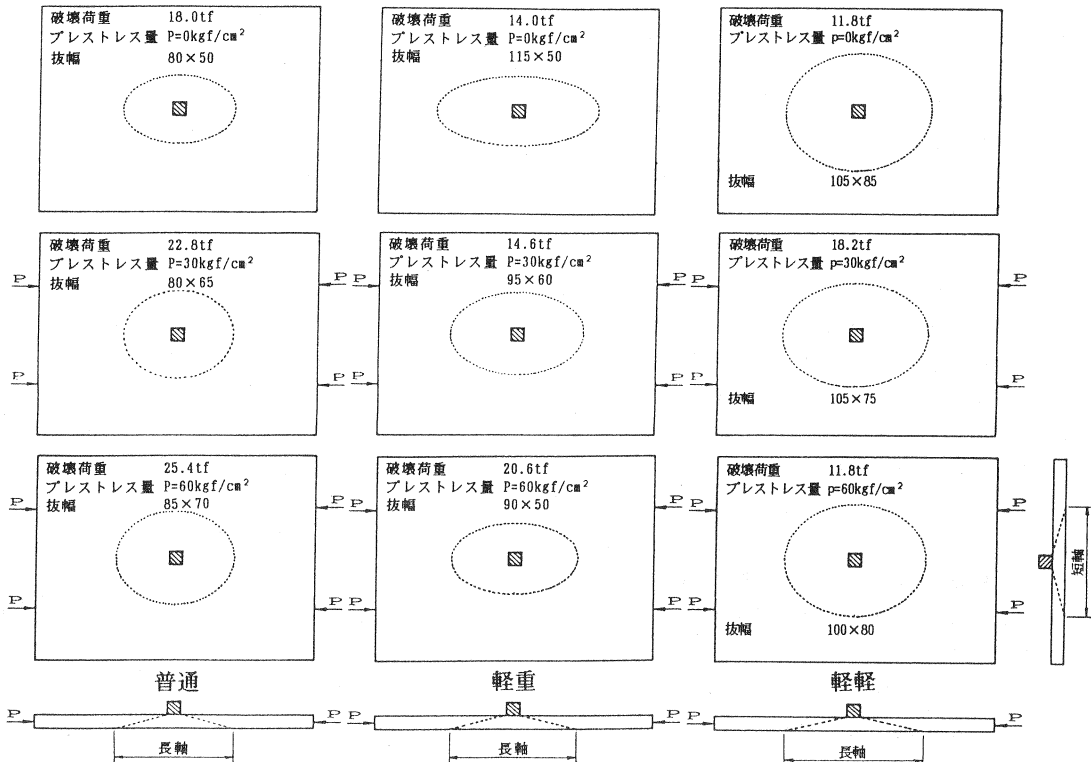 破壊荷重 18.0tf
プレストレス量 P=0kgf/cm²
抜幅 80×50
破壊荷重 14.0tf
プレストレス量 P=0kgf/cm²
抜幅 115×50
破壊荷重 11.8tf
プレストレス量 p=0kgf/cm²
抜幅 105×85
破壊荷重 22.8tf
プレストレス量 P=30kgf/cm²
抜幅 80×65
P P
P P
破壊荷重 14.6tf
プレストレス量 P=30kgf/cm²
抜幅 95×60
P P
P P
破壊荷重 18.2tf
プレストレス量 p=30kgf/cm²
抜幅 105×75
P P
P P
破壊荷重 25.4tf
プレストレス量 P=60kgf/cm²
抜幅 85×70
P P
P P
破壊荷重 20.6tf
プレストレス量 P=60kgf/cm²
抜幅 90×50
P P
P P
破壊荷重 11.8tf
プレストレス量 p=60kgf/cm²
抜幅 100×80
P P
P P
短軸
普通
軽重
軽軽
P P
長軸
P P
長軸
P P
長軸